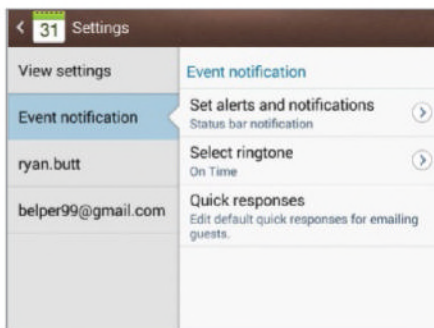 31 Settings
View settings
Event notification
ryan.butt
belper99@gmail.com
Event notification
Set alerts and notifications
Status bar notification
Select ringtone
On Time
Quick responses
Edit default quick responses for emailing
guests.